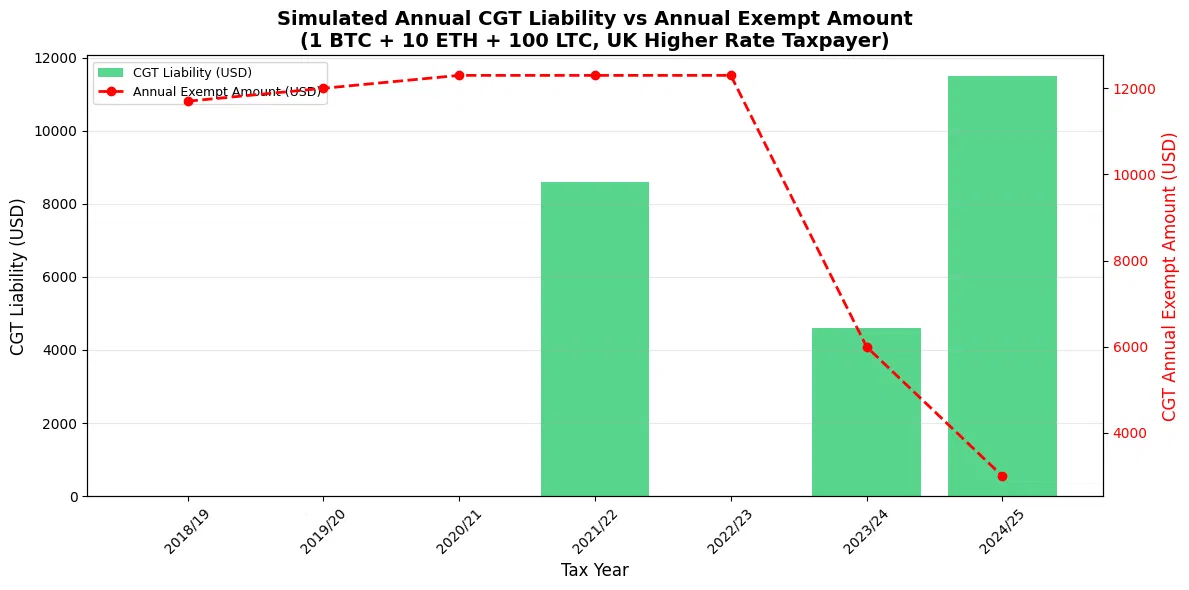 Simulated Annual CGT Liability vs Annual Exempt Amount
(1 BTC + 10 ETH + 100 LTC, UK Higher Rate Taxpayer)
CGT Liability (USD)
Annual Exempt Amount (USD)
CGT Liability (USD)
12000
10000
8000
6000
4000
2000
0
12000
10000
8000
6000
4000
CGT Annual Exempt Amount (USD)
2018/19
2019/20
2020/21
2021/22
2022/23
2023/24
2024/25
Tax Year